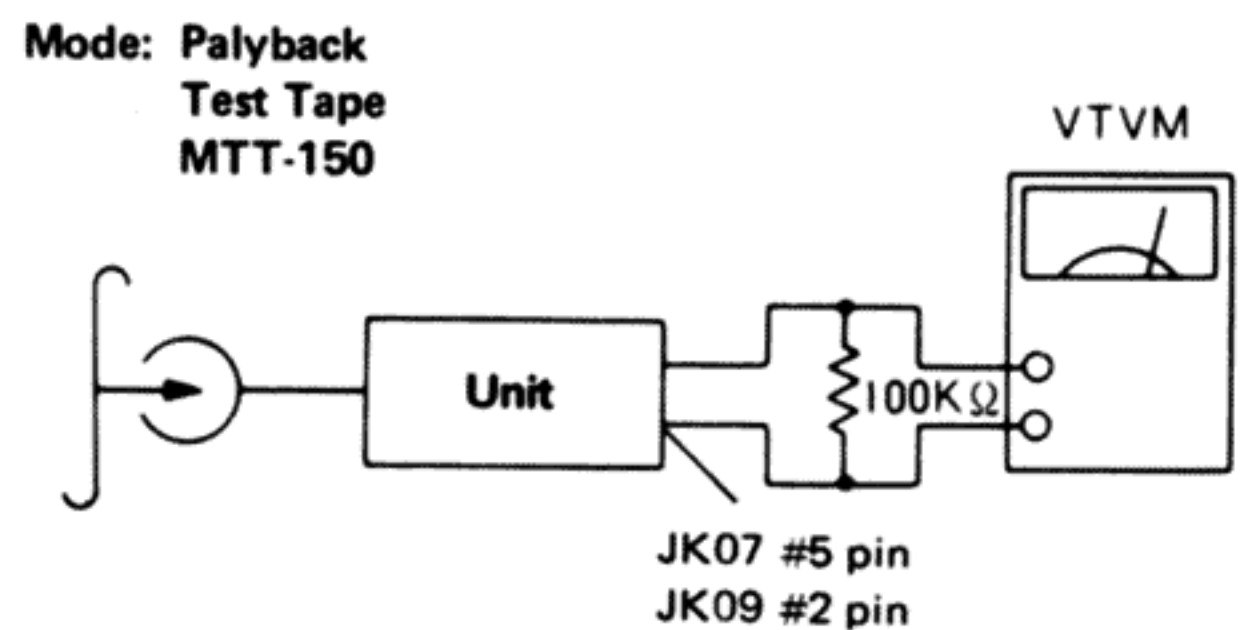 Mode: Palyback
Test Tape
MTT-150
VTVM
Unit
100KΩ
JK07 #5 pin
JK09 #2 pin